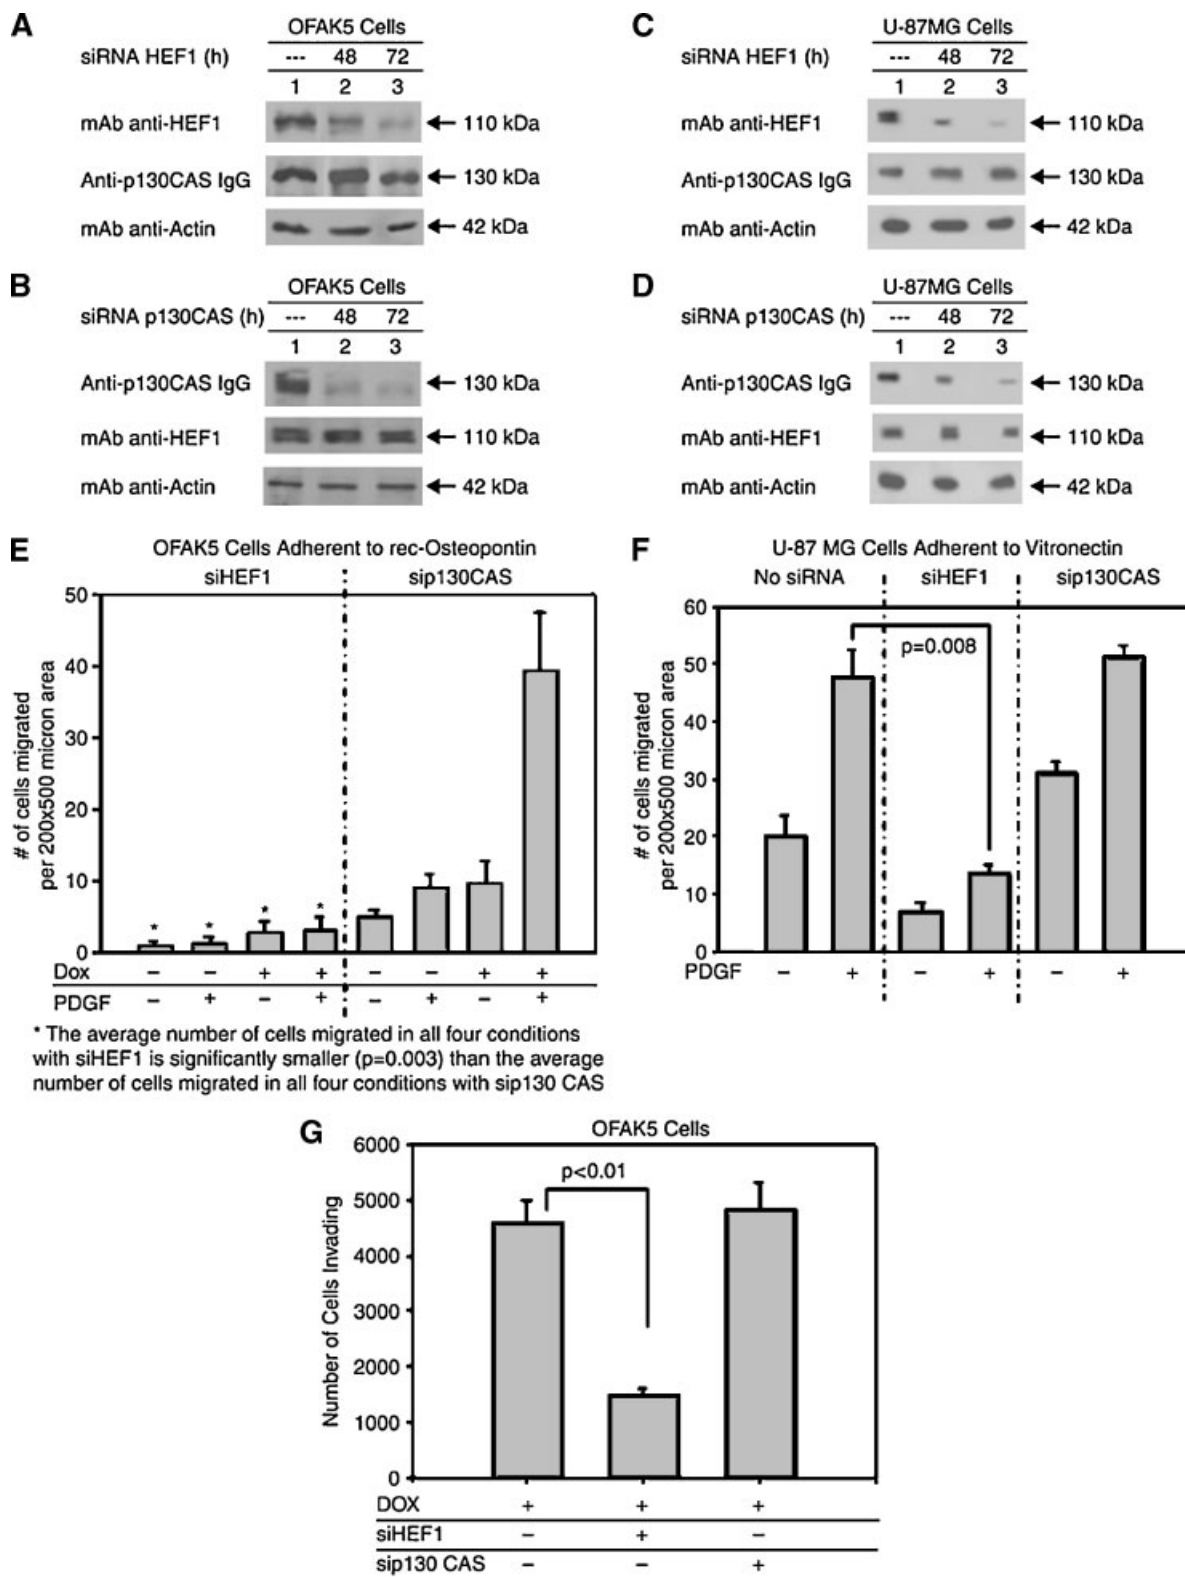 A
OFAK5 Cells
siRNA HEF1 (h) --- 48 72
1 2 3
mAb anti-HEF1 110 kDa
Anti-p130CAS IgG 130 kDa
mAb anti-Actin 42 kDa
C
U-87MG Cells
siRNA HEF1 (h) --- 48 72
1 2 3
mAb anti-HEF1 110 kDa
Anti-p130CAS IgG 130 kDa
mAb anti-Actin 42 kDa
B
OFAK5 Cells
siRNA p130CAS (h) --- 48 72
1 2 3
Anti-p130CAS IgG 130 kDa
mAb anti-HEF1 110 kDa
mAb anti-Actin 42 kDa
D
U-87MG Cells
siRNA p130CAS (h) --- 48 72
1 2 3
Anti-p130CAS IgG 130 kDa
mAb anti-HEF1 110 kDa
mAb anti-Actin 42 kDa
E
OFAK5 Cells Adherent to rec-Osteopontin
siHEF1 sip130CAS
# of cells migrated
per 200x500 micron area
50
40
30
20
10
0
* * * *
Dox − − + + − − + +
PDGF − + − + − + − +
* The average number of cells migrated in all four conditions
with siHEF1 is significantly smaller (p=0.003) than the average
number of cells migrated in all four conditions with sip130 CAS
F
U-87 MG Cells Adherent to Vitronectin
No siRNA siHEF1 sip130CAS
# of cells migrated
per 200x500 micron area
60
50
40
30
20
10
0
p=0.008
PDGF − + − + − +
G
OFAK5 Cells
Number of Cells Invading
6000
5000
4000
3000
2000
1000
0
p<0.01
DOX + + +
siHEF1 − + −
sip130 CAS − − +